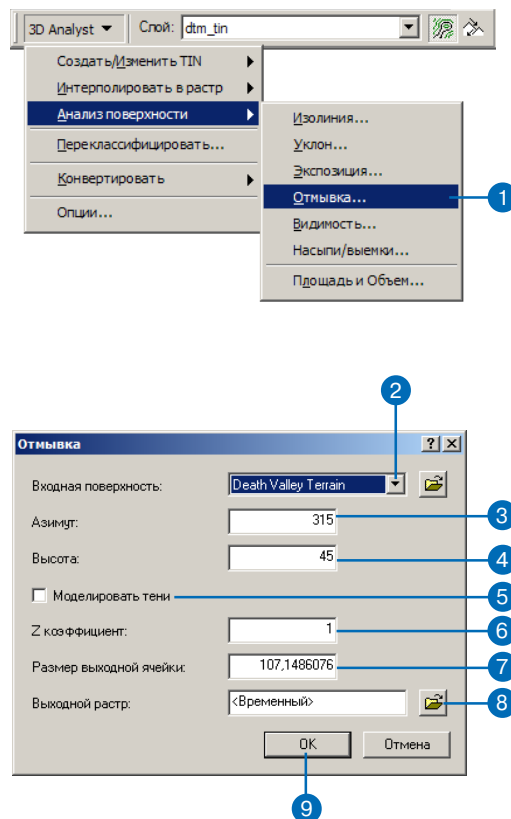 3D Analyst Слой: dtm_tin
Создать/Изменить TIN
Интерполировать в растр
Анализ поверхности
Переклассифицировать...
Конвертировать
Опции...
Изолиния...
Уклон...
Экспозиция...
Отмывка...
1
Видимость...
Насыпи/выемки...
Площадь и Объем...
2
Отмывка ? ×
Входная поверхность: Death Valley Terrain
Азимут: 315 3
Высота: 45 4
Моделировать тени 5
Z коэффициент: 1 6
Размер выходной ячейки: 107,1486076 7
Выходной растр: <Временный> 8
OK Отмена
9